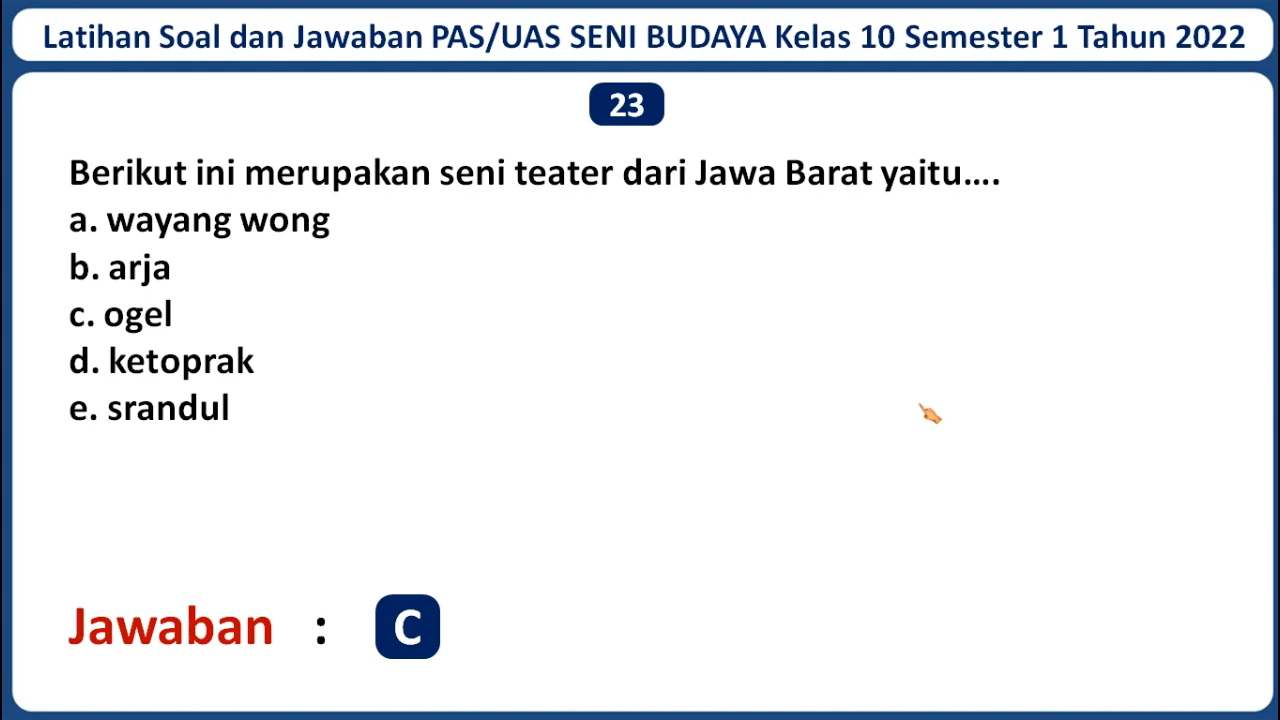 Latihan Soal dan Jawaban PAS/UAS SENI BUDAYA Kelas 10 Semester 1 Tahun 2022
23
Berikut ini merupakan seni teater dari Jawa Barat yaitu....
a. wayang wong
b. arja
c. ogel
d. ketoprak
e. srandul
Jawaban : C